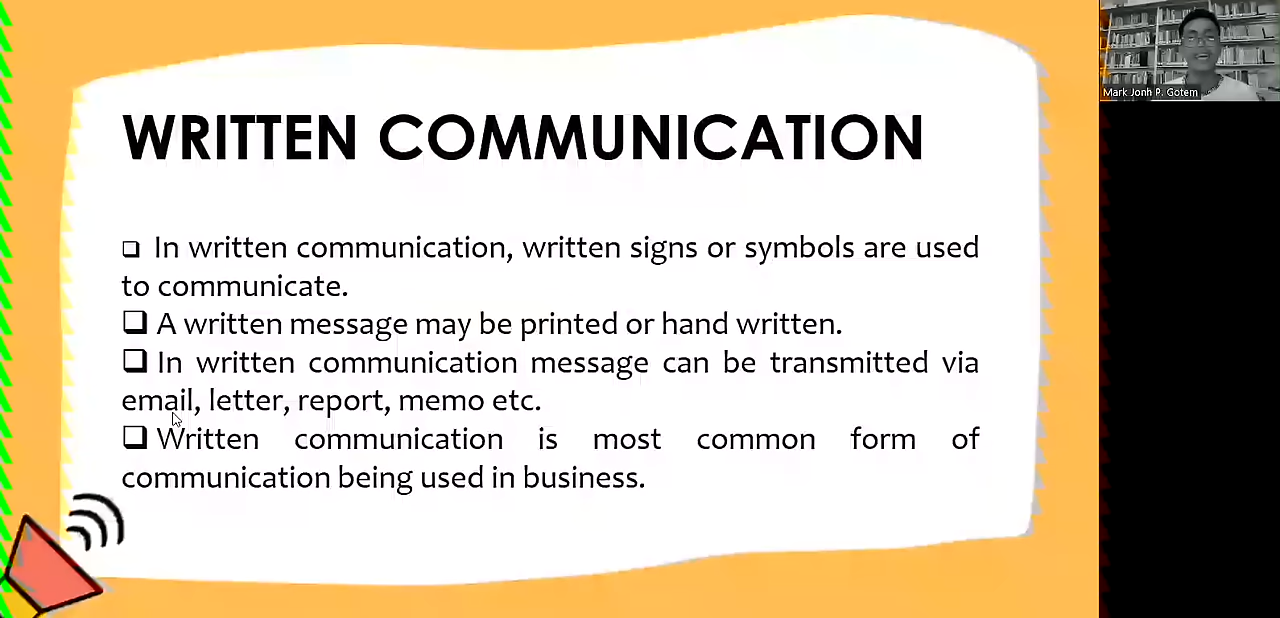 WRITTEN COMMUNICATION
In written communication, written signs or symbols are used
to communicate.
A written message may be printed or hand written.
In written communication message can be transmitted via
email, letter, report, memo etc.
Written communication is most common form of
communication being used in business.
Mark Jonh P. Gotem